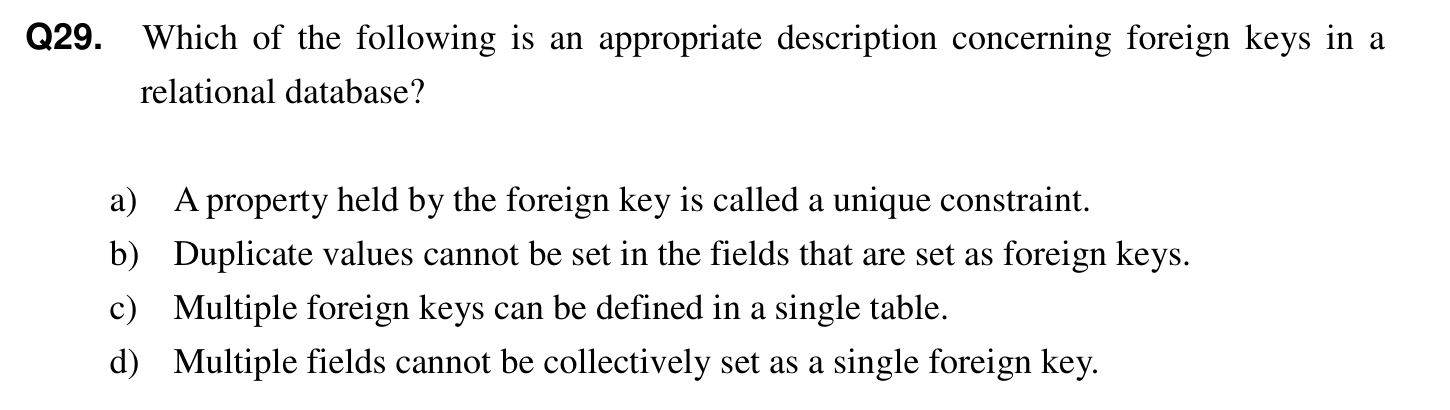 Q29. Which of the following is an appropriate description concerning foreign keys in a
relational database?
a) A property held by the foreign key is called a unique constraint.
b) Duplicate values cannot be set in the fields that are set as foreign keys.
c) Multiple foreign keys can be defined in a single table.
d) Multiple fields cannot be collectively set as a single foreign key.